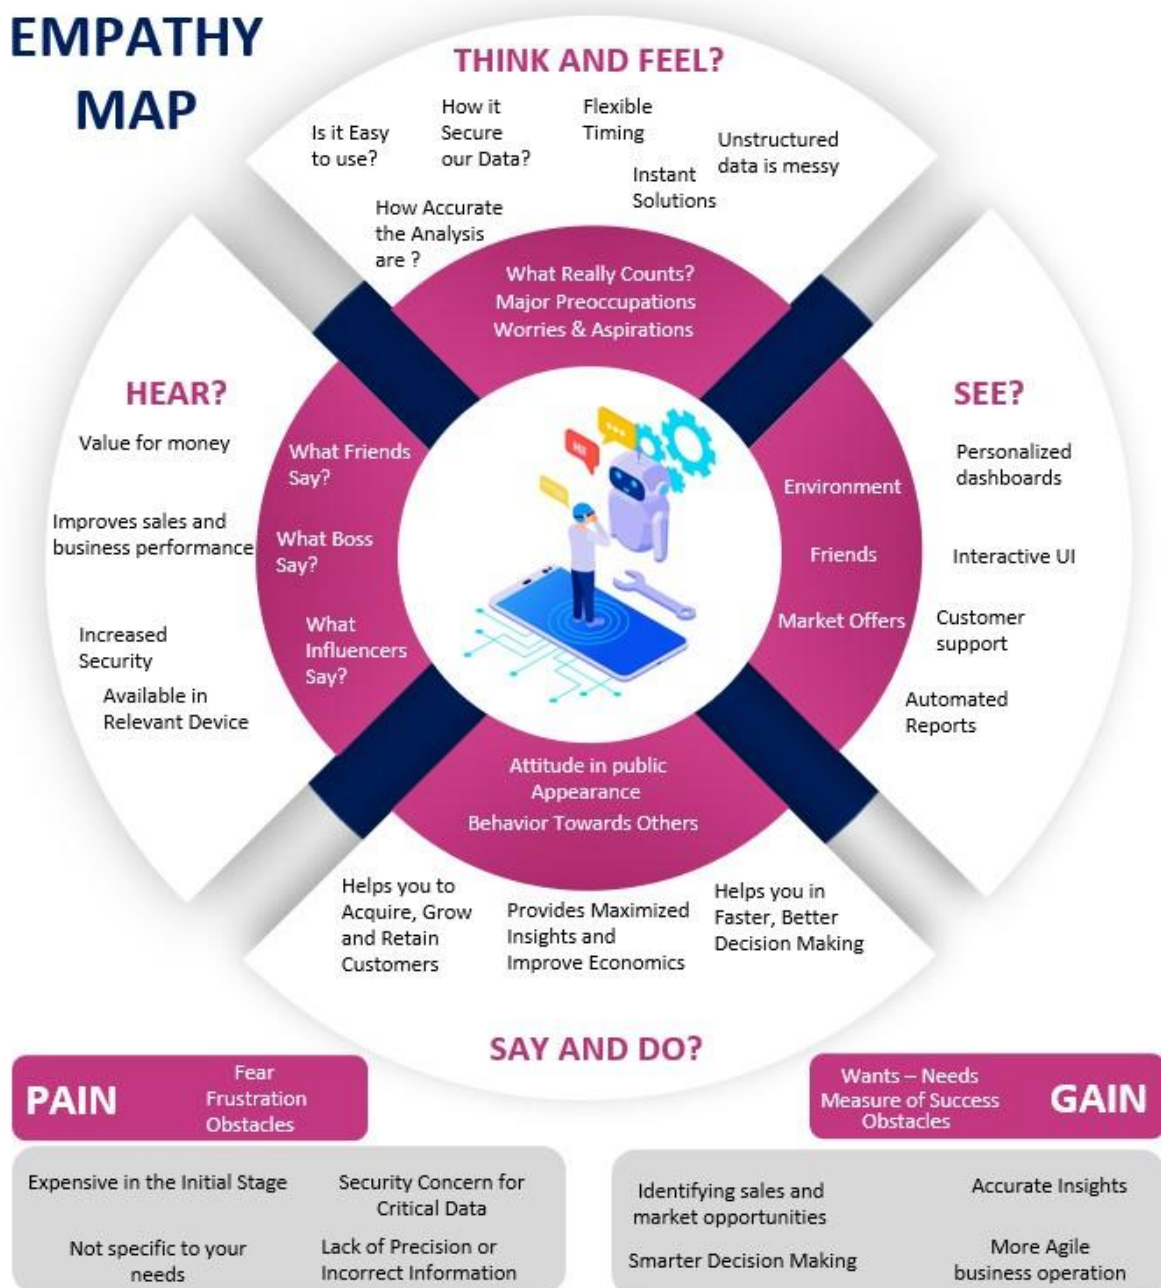 EMPATHY
MAP
THINK AND FEEL?
Is it Easy
to use?
How it
Secure
our Data?
Flexible
Timing
Unstructured
data is messy
Instant
Solutions
How Accurate
the Analysis
are ?
What Really Counts?
Major Preoccupations
Worries & Aspirations
HEAR?
Value for money
Improves sales and
business performance
Increased
Security
Available in
Relevant Device
What Friends
Say?
What Boss
Say?
What
Influencers
Say?
HI!
SEE?
Environment
Friends
Market Offers
Personalized
dashboards
Interactive UI
Customer
support
Automated
Reports
Attitude in public
Appearance
Behavior Towards Others
Helps you to
Acquire, Grow
and Retain
Customers
Provides Maximized
Insights and
Improve Economics
Helps you in
Faster, Better
Decision Making
SAY AND DO?
PAIN
Fear
Frustration
Obstacles
Expensive in the Initial Stage
Security Concern for
Critical Data
Not specific to your
needs
Lack of Precision or
Incorrect Information
Wants – Needs
Measure of Success
Obstacles
GAIN
Identifying sales and
market opportunities
Accurate Insights
Smarter Decision Making
More Agile
business operation